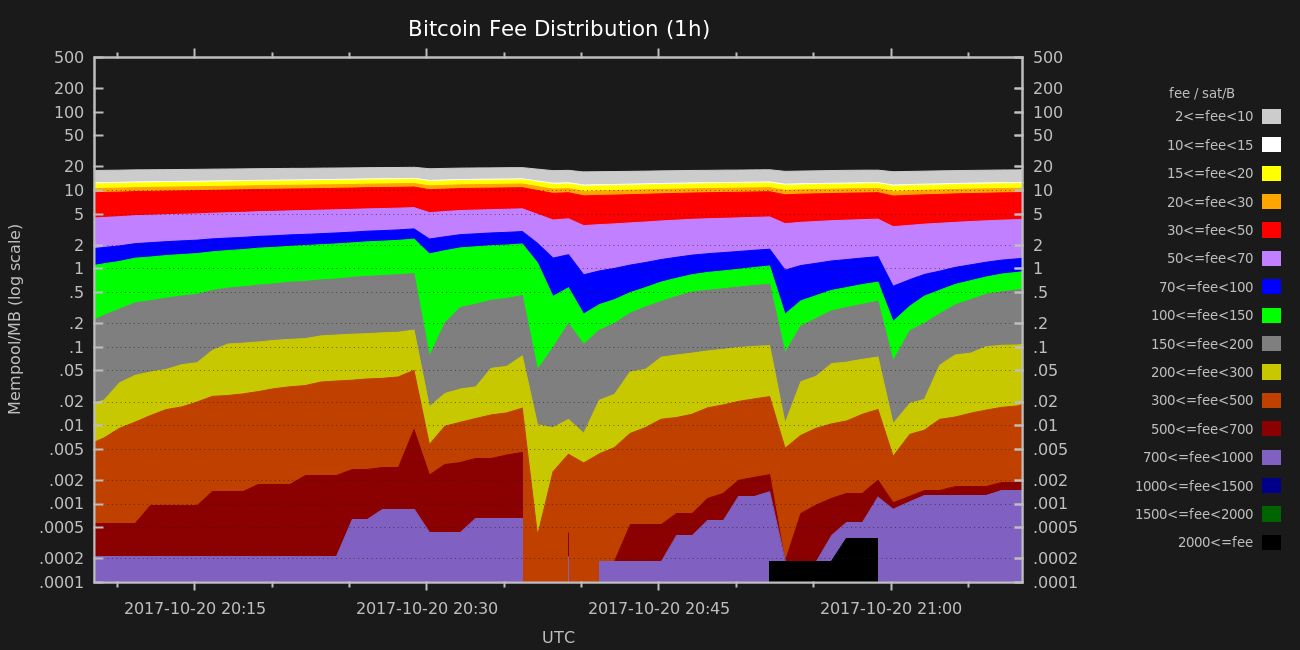 Bitcoin Fee Distribution (1h)
Mempool/MB (log scale)
500
200
100
50
20
10
5
2
1
.5
.2
.1
.05
.02
.01
.005
.002
.001
.0005
.0002
.0001
500
200
100
50
20
10
5
2
1
.5
.2
.1
.05
.02
.01
.005
.002
.001
.0005
.0002
.0001
2017-10-20 20:15
2017-10-20 20:30
2017-10-20 20:45
2017-10-20 21:00
UTC
fee / sat/B
2<=fee<10
10<=fee<15
15<=fee<20
20<=fee<30
30<=fee<50
50<=fee<70
70<=fee<100
100<=fee<150
150<=fee<200
200<=fee<300
300<=fee<500
500<=fee<700
700<=fee<1000
1000<=fee<1500
1500<=fee<2000
2000<=fee